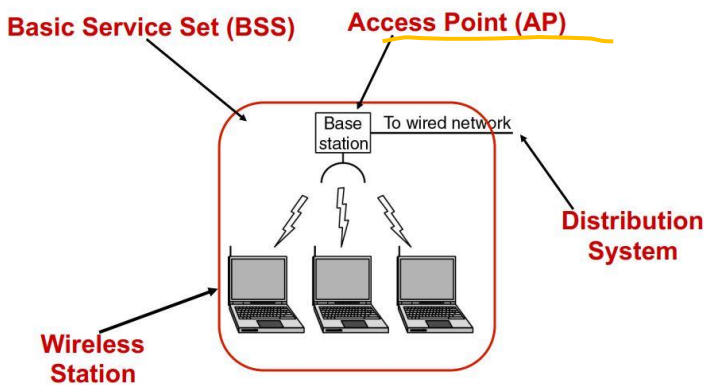 Basic Service Set (BSS)
Access Point (AP)
Base
station
To wired network
Distribution
System
Wireless
Station